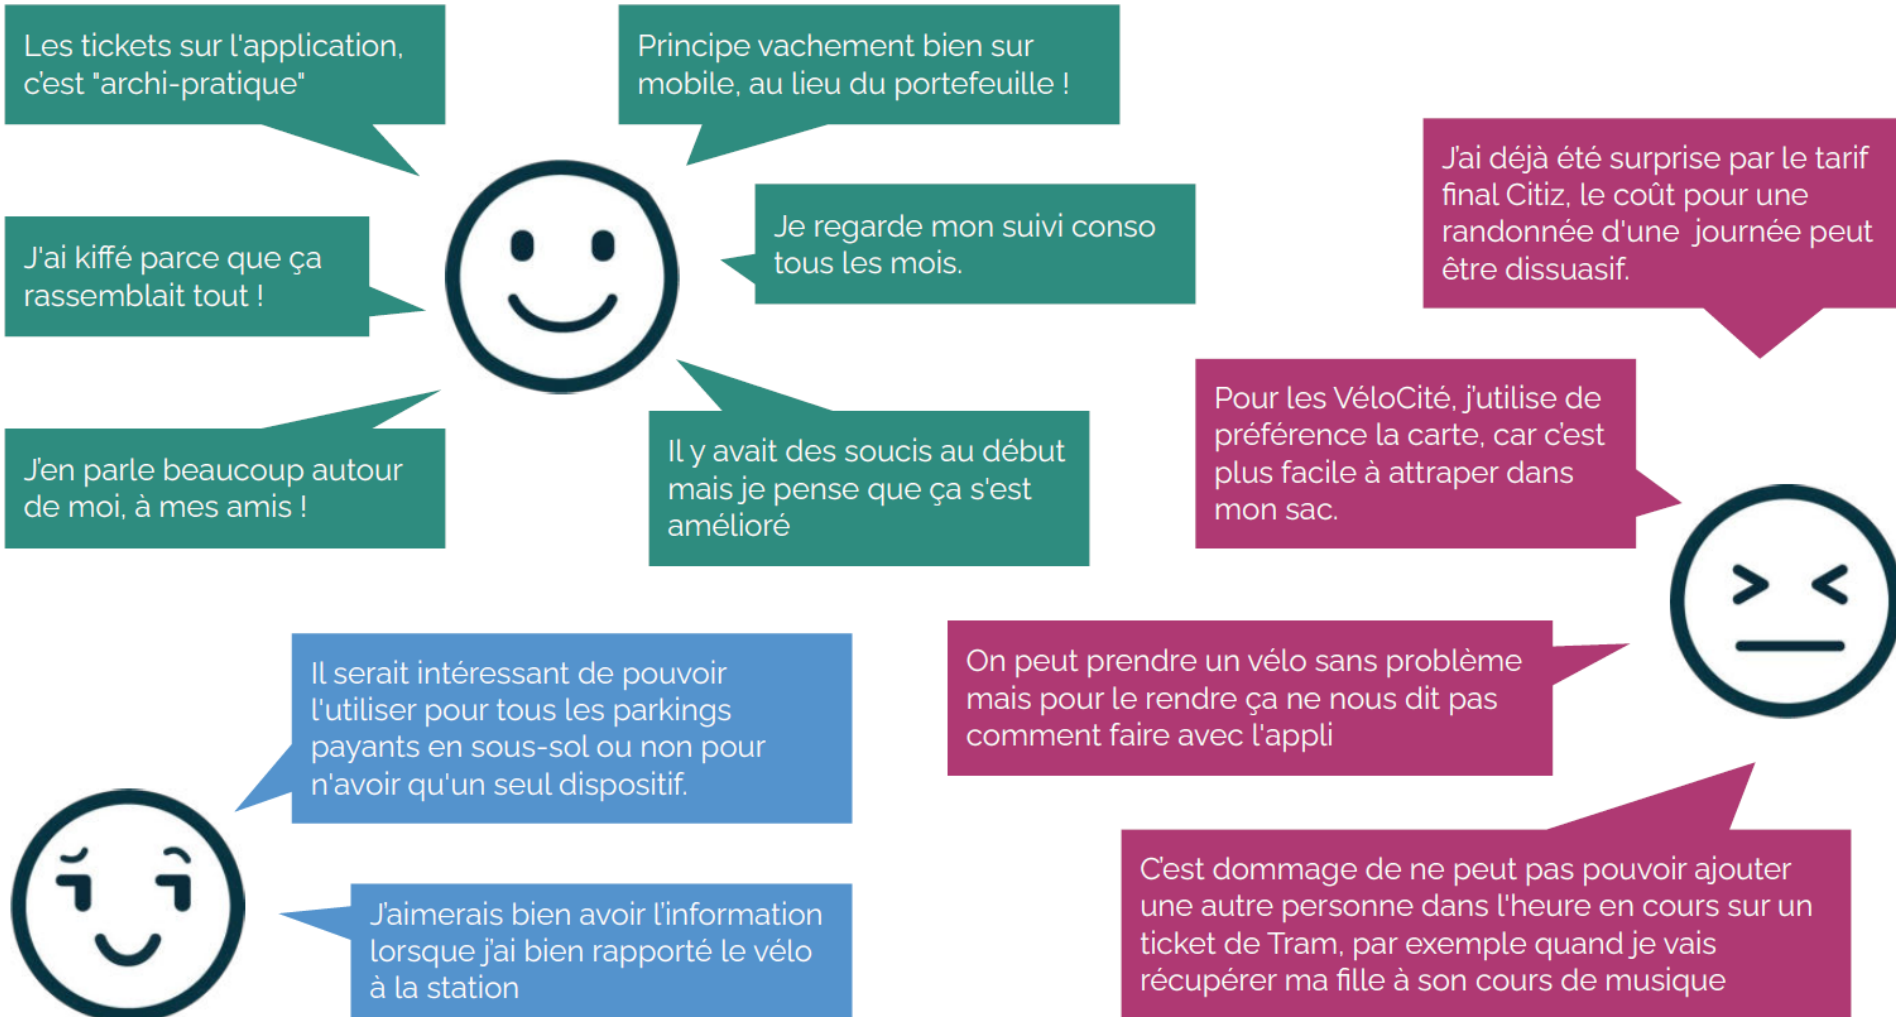 Les tickets sur l'application,
c'est "archi-pratique"
Principe vachement bien sur
mobile, au lieu du portefeuille !
J'ai déjà été surprise par le tarif
final Citiz, le coût pour une
randonnée d'une  journée peut
être dissuasif.
J'ai kiffé parce que ça
rassemblait tout !
Je regarde mon suivi conso
tous les mois.
J'en parle beaucoup autour
de moi, à mes amis !
Il y avait des soucis au début
mais je pense que ça s'est
amélioré
Pour les VéloCité, j'utilise de
préférence la carte, car c'est
plus facile à attraper dans
mon sac.
Il serait intéressant de pouvoir
l'utiliser pour tous les parkings
payants en sous-sol ou non pour
n'avoir qu'un seul dispositif.
On peut prendre un vélo sans problème
mais pour le rendre ça ne nous dit pas
comment faire avec l'appli
J'aimerais bien avoir l'information
lorsque j'ai bien rapporté le vélo
à la station
C'est dommage de ne peut pas pouvoir ajouter
une autre personne dans l'heure en cours sur un
ticket de Tram, par exemple quand je vais
récupérer ma fille à son cours de musique